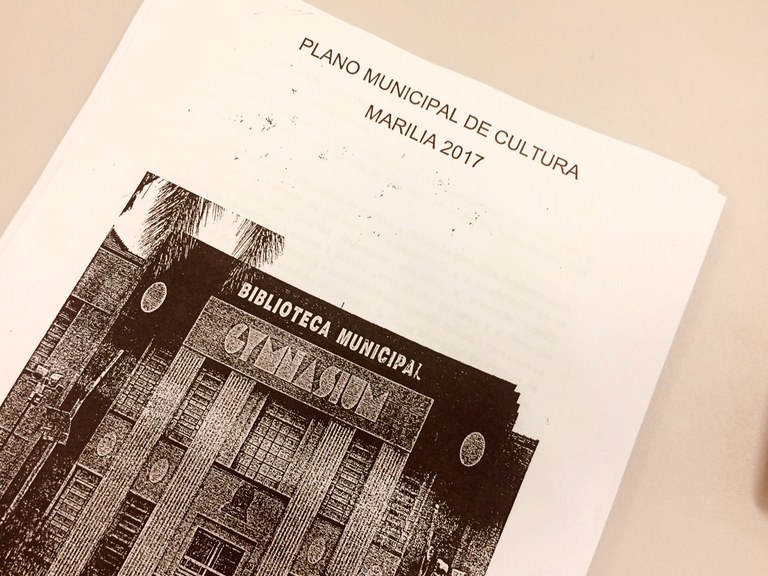 PLANO MUNICIPAL DE CULTURA
MARILIA 2017
BIBLIOTECA MUNICIPAL
GYMNASIUM